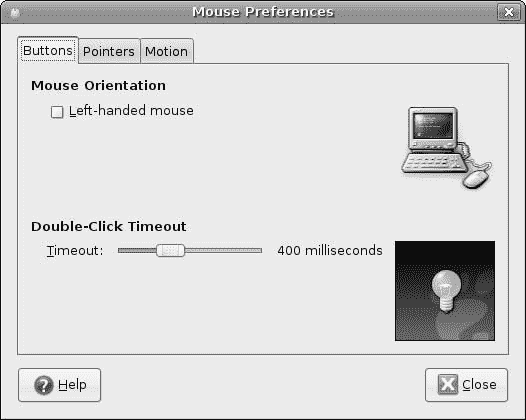 Mouse Preferences
Buttons Pointers Motion
Mouse Orientation
Left-handed mouse
Double-Click Timeout
Timeout: 400 milliseconds
Help Close